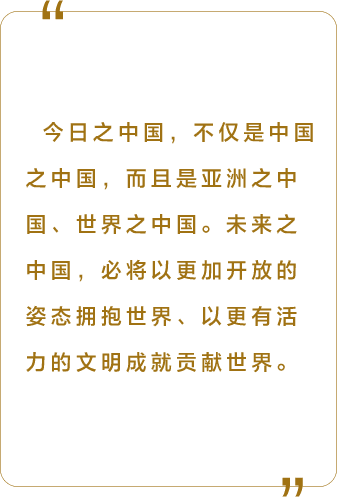 “
今日之中国，不仅是中国
之中国，而且是亚洲之中
国、世界之中国。未来之
中国，必将以更加开放的
姿态拥抱世界、以更有活
力的文明成就贡献世界。
”